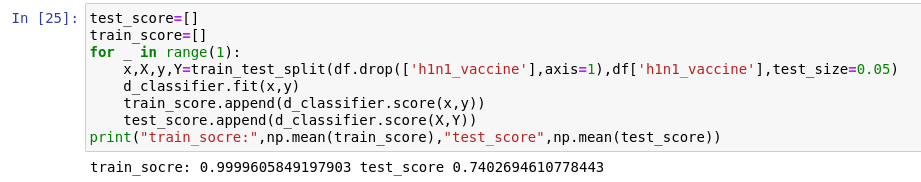 In [25]: test_score=[]
train_score=[]
for _ in range(1):
    x,X,y,Y=train_test_split(df.drop(['h1n1_vaccine'],axis=1),df['h1n1_vaccine'],test_size=0.05)
    d_classifier.fit(x,y)
    train_score.append(d_classifier.score(x,y))
    test_score.append(d_classifier.score(X,Y))
print("train_socre:",np.mean(train_score),"test_score",np.mean(test_score))
train_socre: 0.9999605849197903 test_score 0.7402694610778443